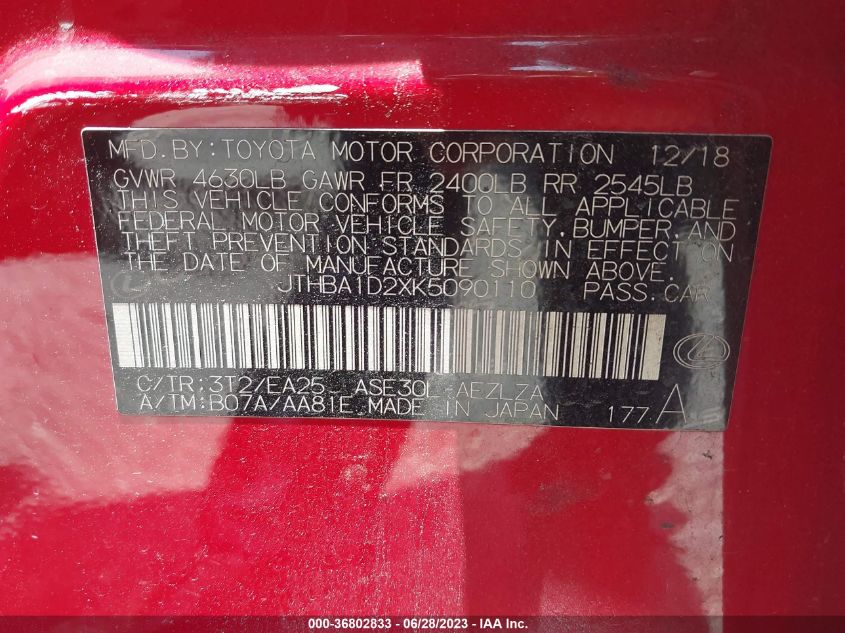 MFD.BY:TOYOTA MOTOR CORPORATION 12/18
GVWR 4630LB GAWR FR 2400LB RR 2545LB
THIS VEHICLE CONFORMS TO ALL APPLICABLE
FEDERAL MOTOR VEHICLE SAFETY,BUMPER,AND
THEFT PREVENTION STANDARDS IN EFFECT ON
THE DATE OF MANUFACTURE SHOWN ABOVE.
JTHBA1D2XK5090110 PASS.CAR
C/TR:3T2/EA25 ASE30L-AEZLZA
A/TM:B07A/AA81E MADE IN JAPAN 177 A
000-36802833 - 06/28/2023 - IAA Inc.